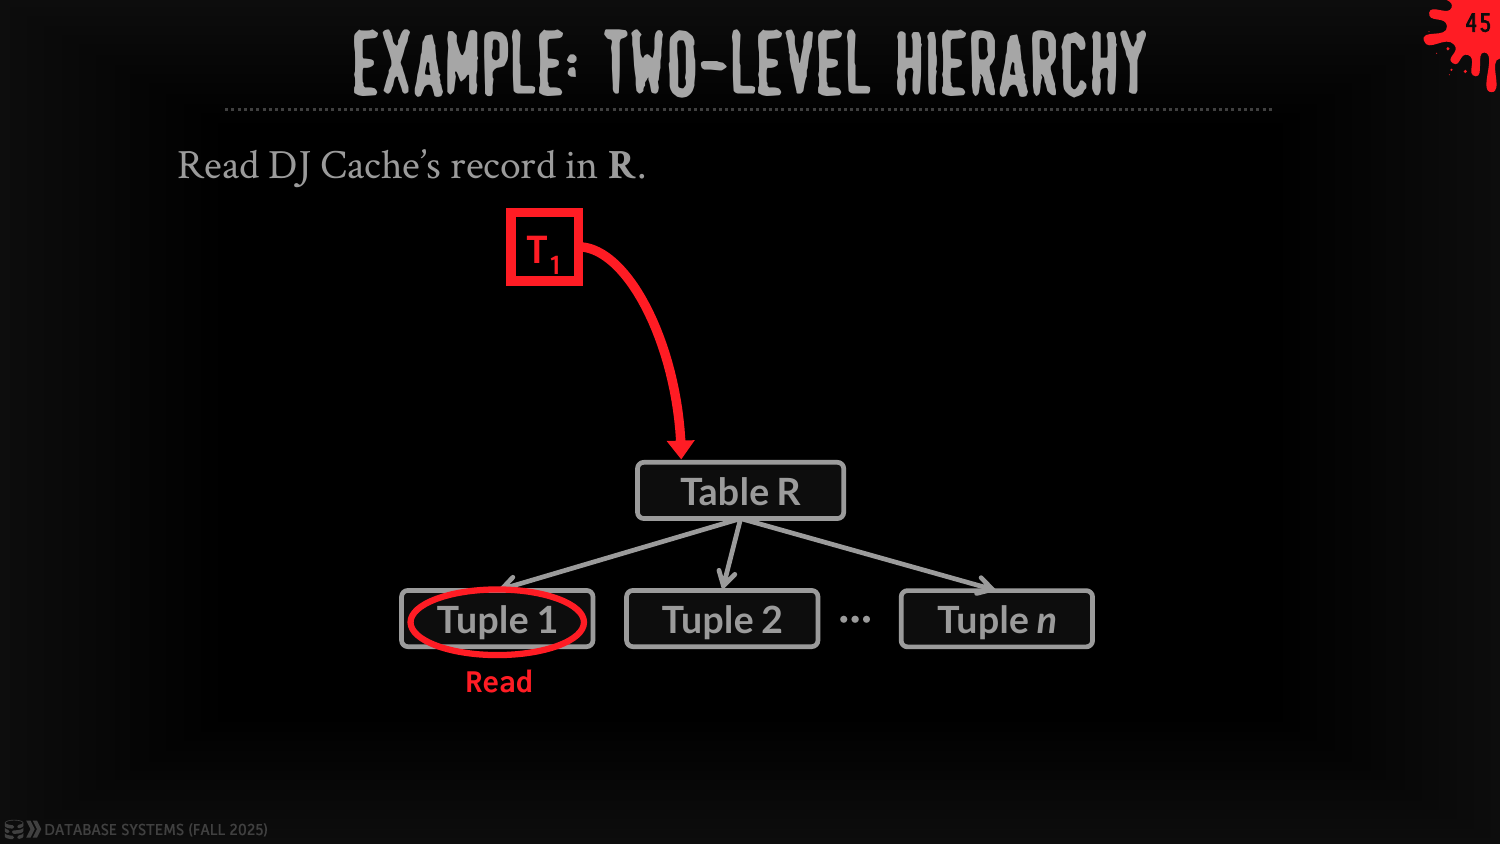 45
EXAMPLE: TWO-LEVEL HIERARCHY
Read DJ Cache's record in R.
T1
Table R
Tuple 1 Tuple 2 ... Tuple n
Read
DATABASE SYSTEMS (FALL 2025)